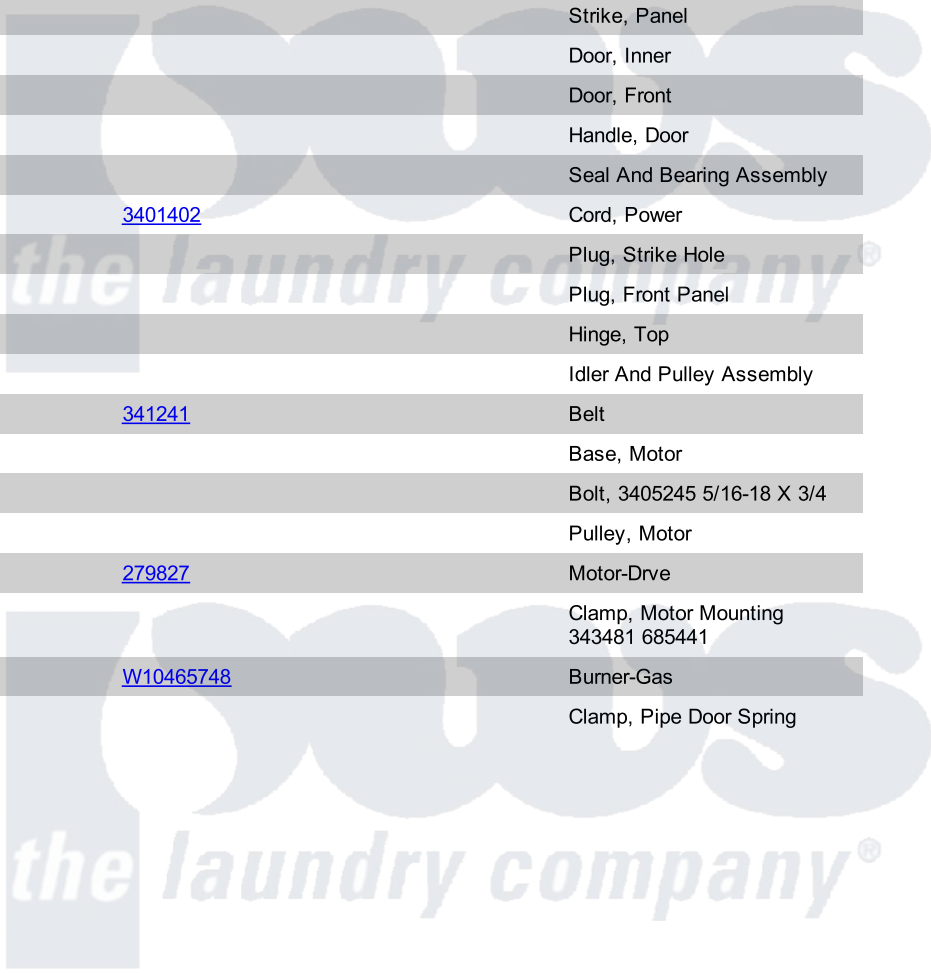 Strike, Panel
Door, Inner
Door, Front
Handle, Door
Seal And Bearing Assembly
3401402 Cord, Power
Plug, Strike Hole
the laundry company®
Plug, Front Panel
Hinge, Top
Idler And Pulley Assembly
341241 Belt
Base, Motor
Bolt, 3405245 5/16-18 X 3/4
Pulley, Motor
279827 Motor-Drve
Clamp, Motor Mounting
343481 685441
W10465748 Burner-Gas
Clamp, Pipe Door Spring
pws
the laundry company®